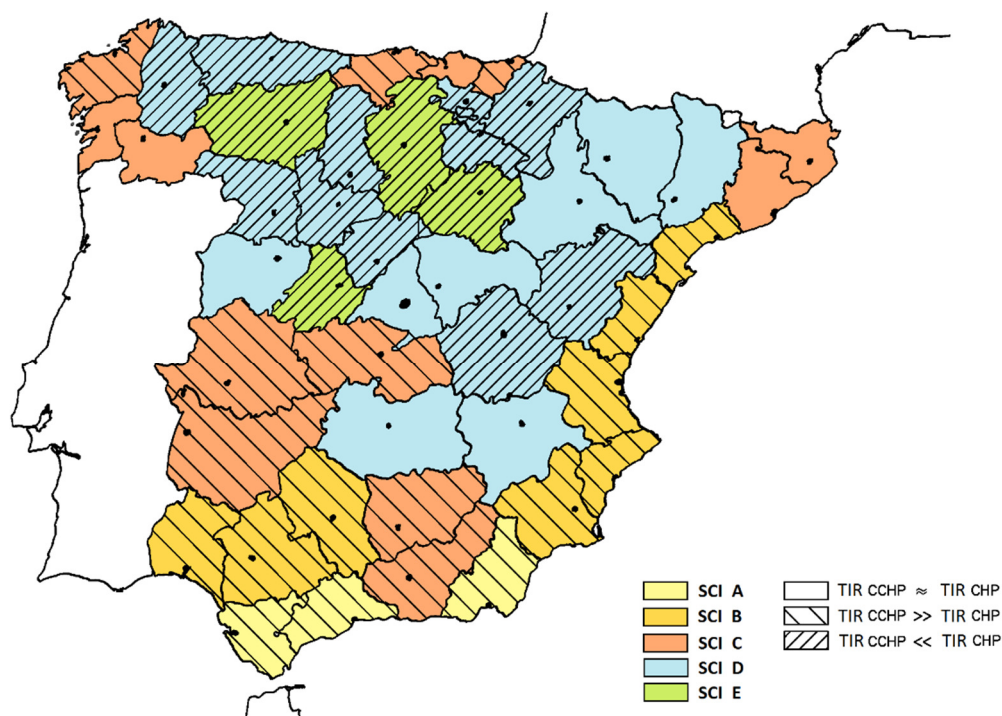 SCI A
SCI B
SCI C
SCI D
SCI E
TIR CCHP ≈ TIR CHP
TIR CCHP >> TIR CHP
TIR CCHP << TIR CHP